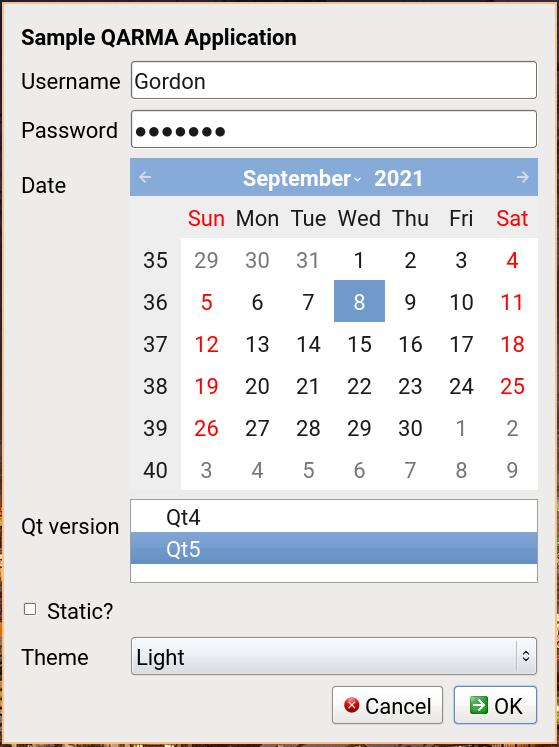 Sample QARMA Application
Username Gordon
Password ●●●●●●●
Date
← September 2021 →
Sun Mon Tue Wed Thu Fri Sat
35 29 30 31 1 2 3 4
36 5 6 7 8 9 10 11
37 12 13 14 15 16 17 18
38 19 20 21 22 23 24 25
39 26 27 28 29 30 1 2
40 3 4 5 6 7 8 9
Qt version
Qt4
Qt5
Static?
Theme Light
Cancel OK